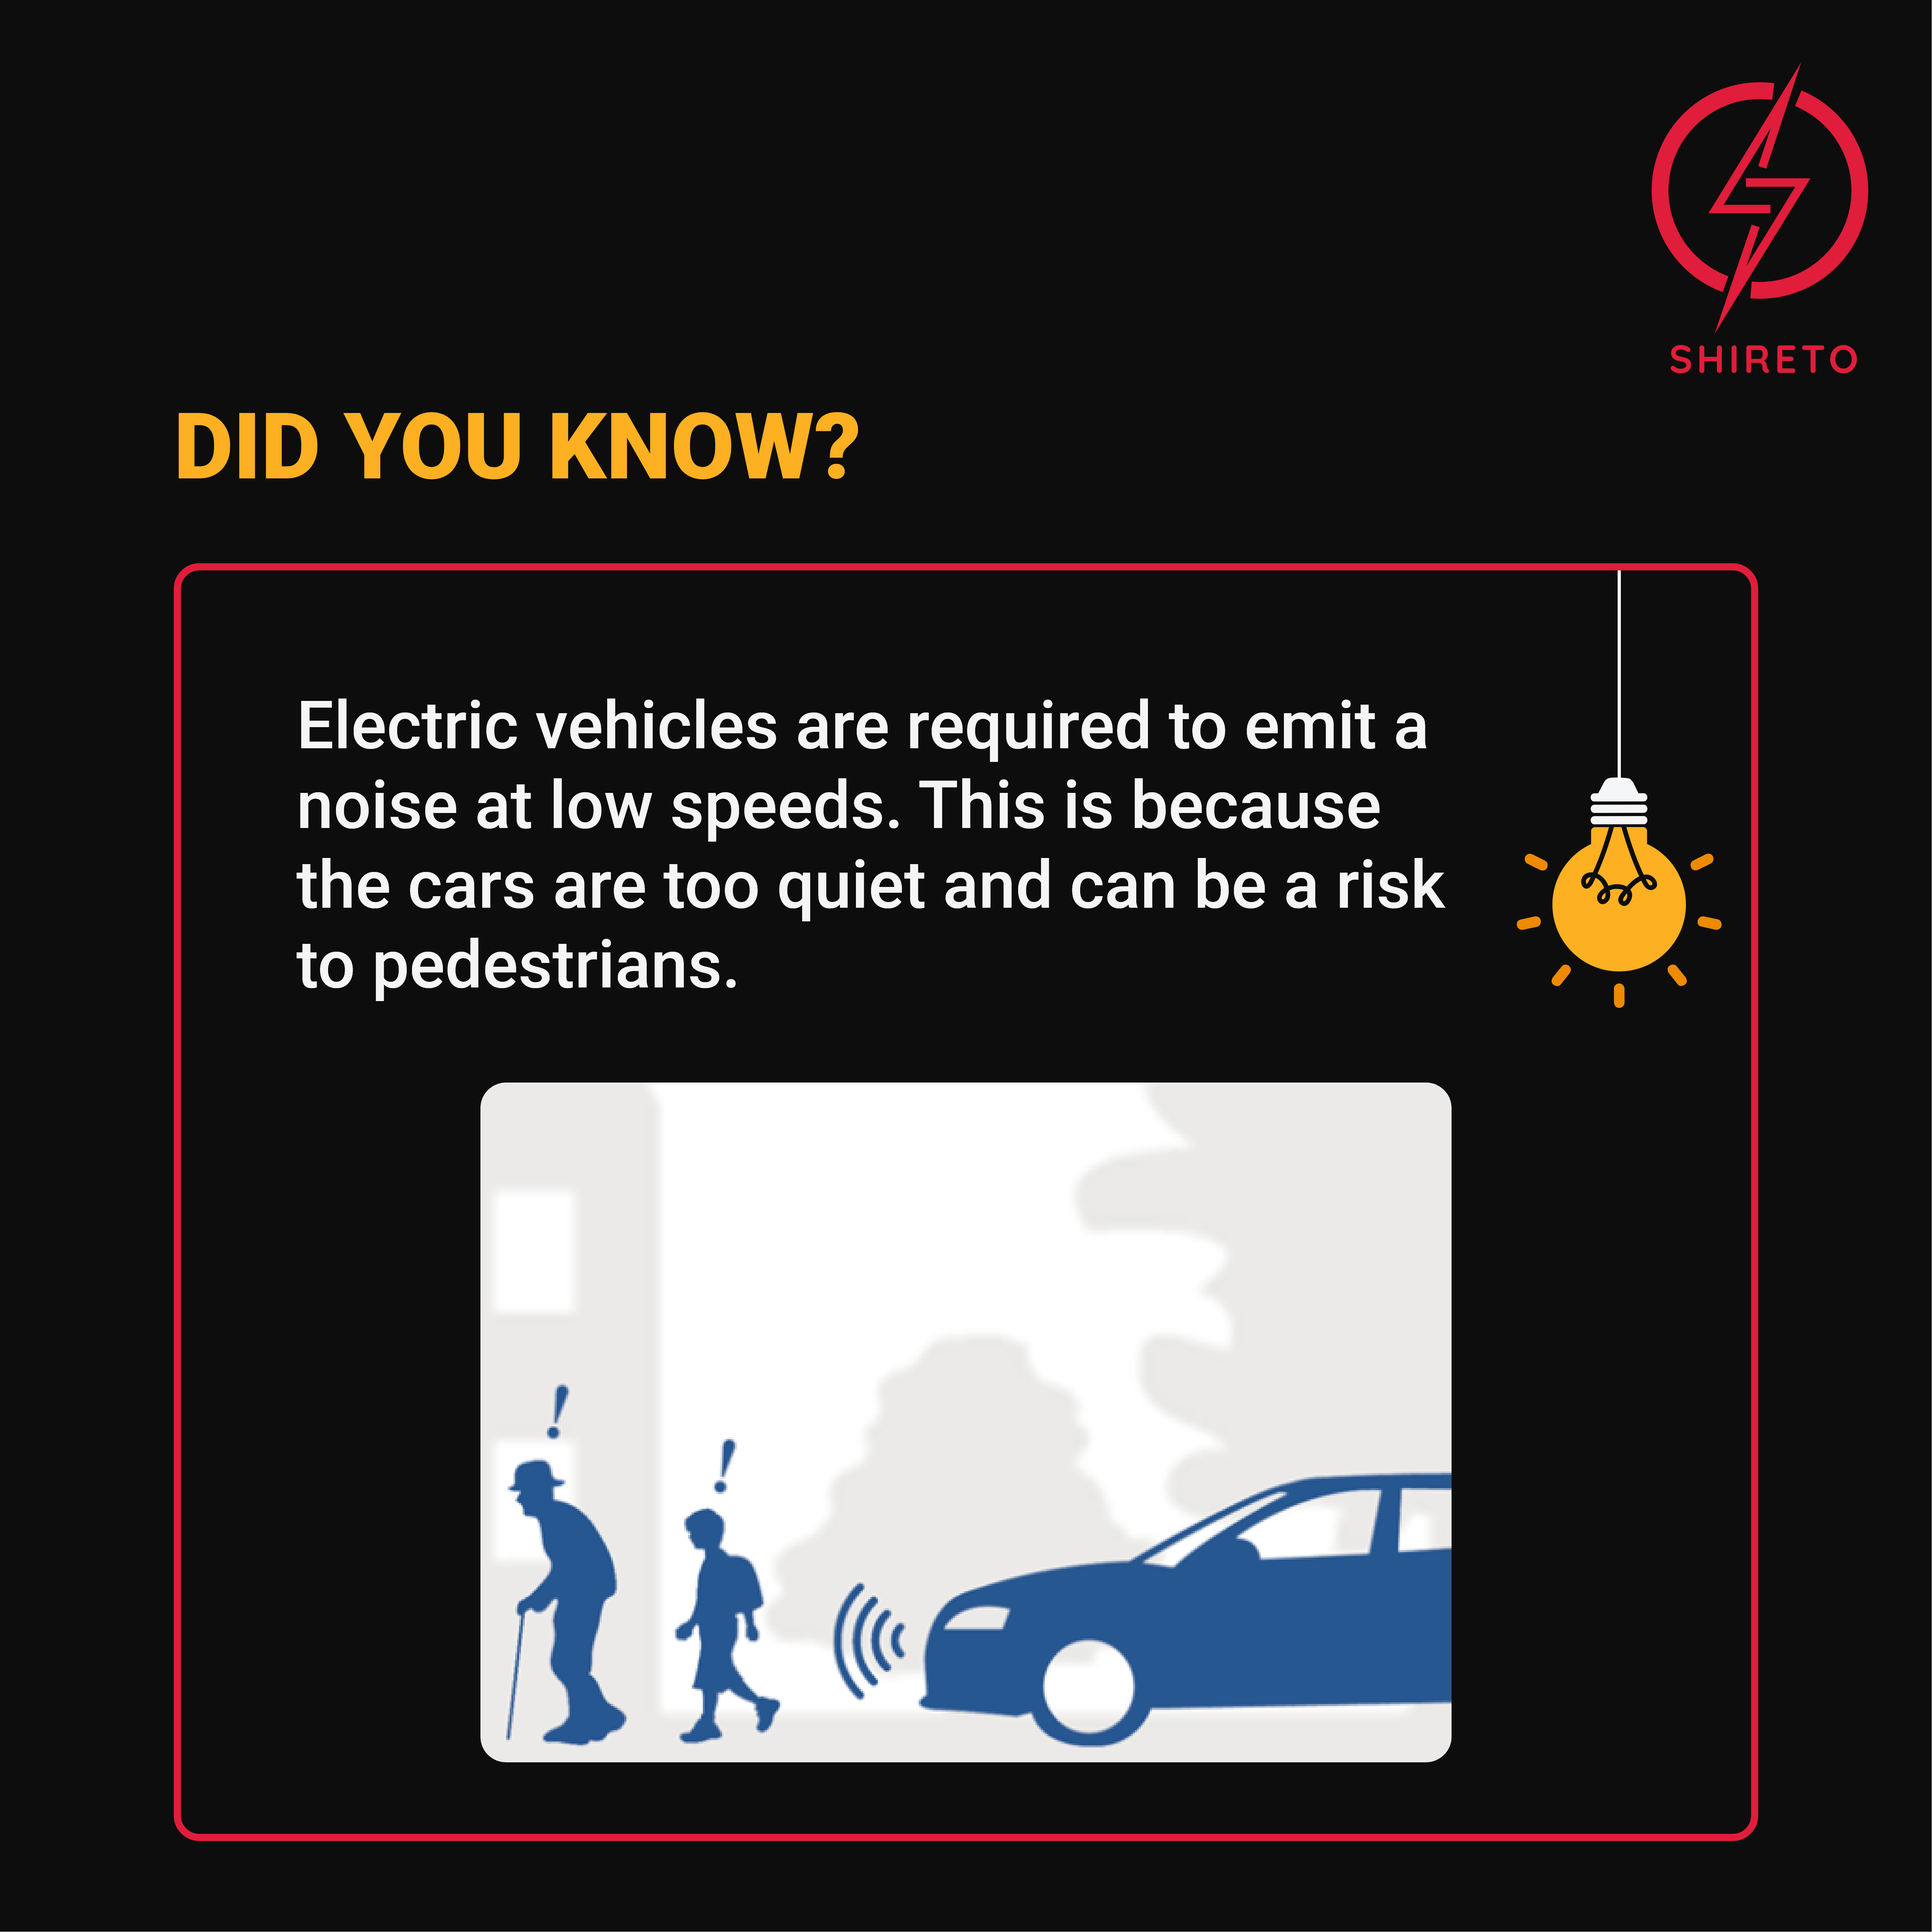 SHIRETO
DID YOU KNOW?
Electric vehicles are required to emit a
noise at low speeds. This is because
the cars are too quiet and can be a risk
to pedestrians.
!
!